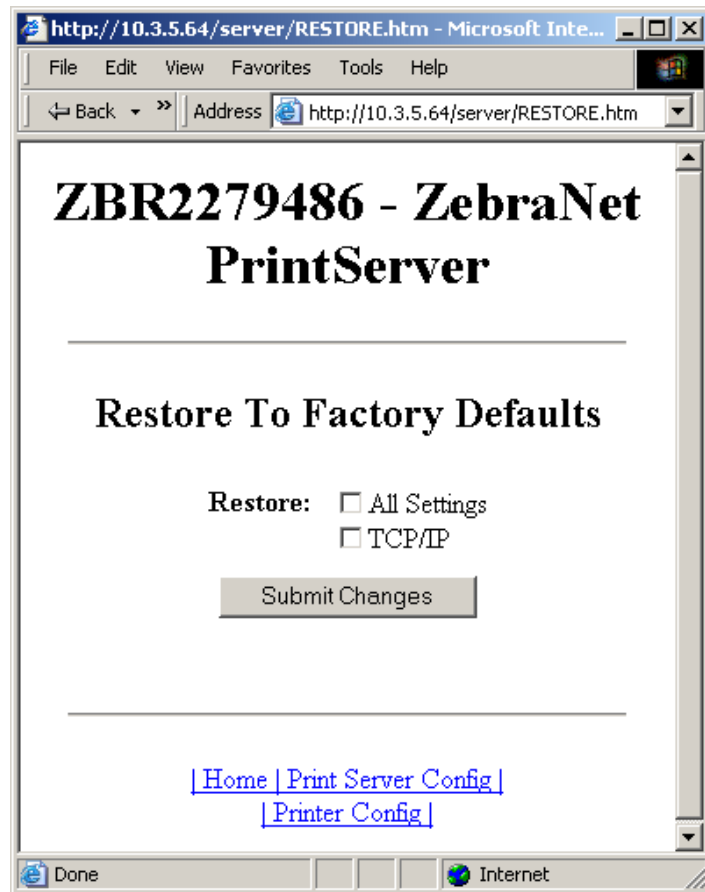 http://10.3.5.64/server/RESTORE.htm - Microsoft Inte...
File Edit View Favorites Tools Help
Back » Address http://10.3.5.64/server/RESTORE.htm
ZBR2279486 - ZebraNet
PrintServer
Restore To Factory Defaults
Restore: All Settings
TCP/IP
Submit Changes
| Home | Print Server Config |
| Printer Config |
Done Internet